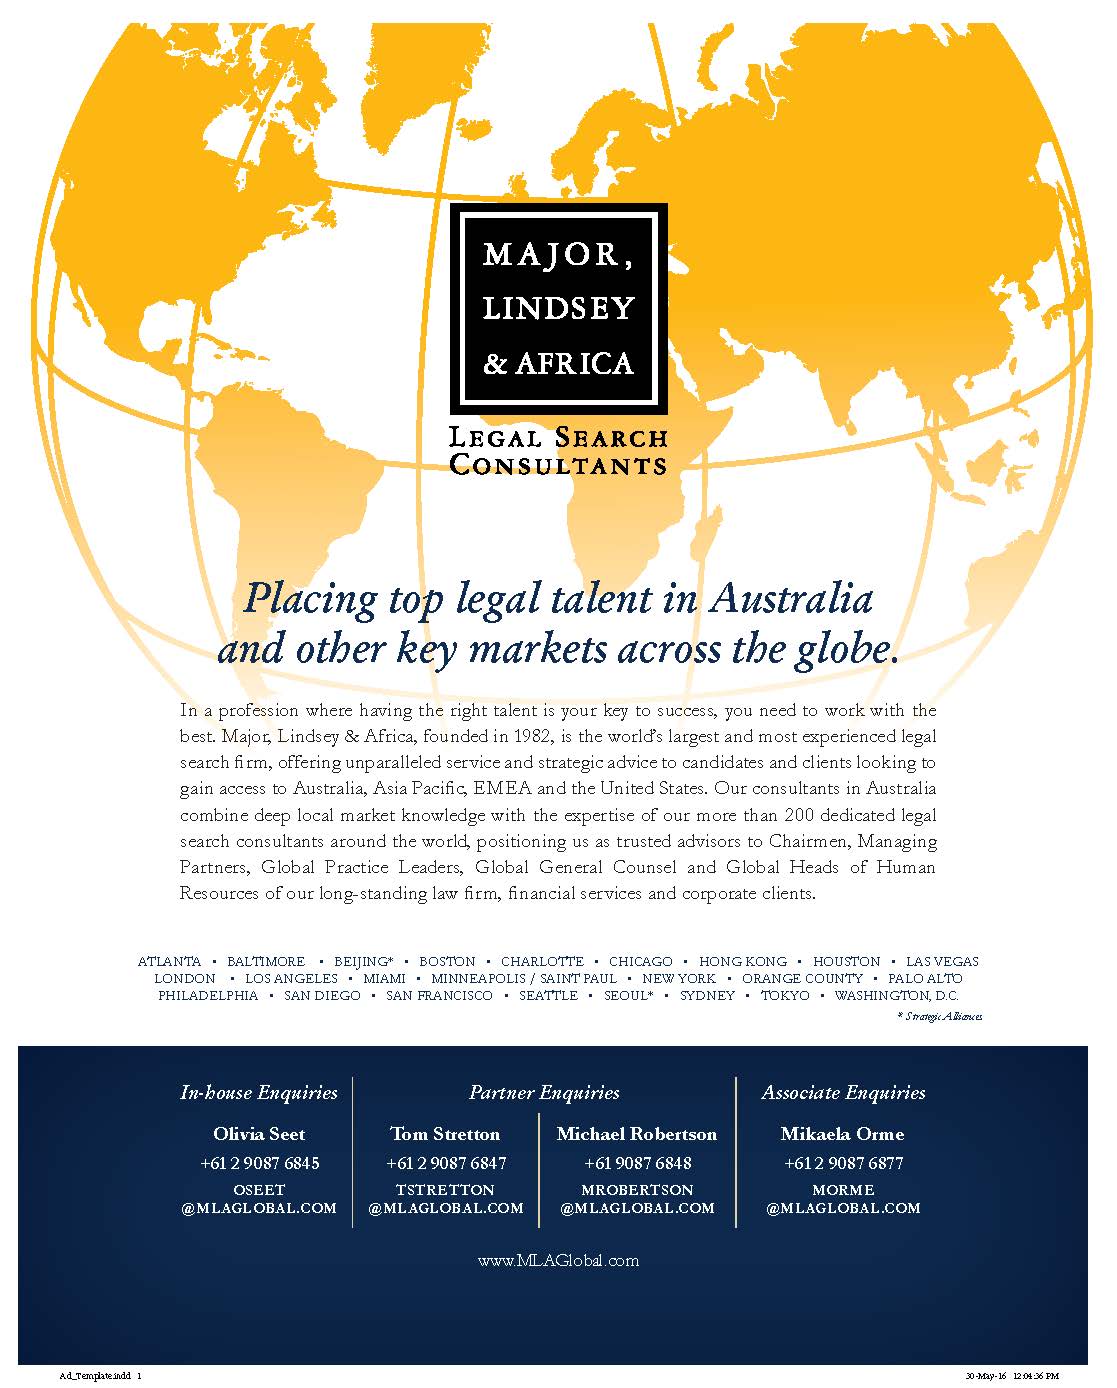 MAJOR,
LINDSEY
& AFRICA
LEGAL SEARCH
CONSULTANTS
Placing top legal talent in Australia
and other key markets across the globe.
In a profession where having the right talent is your key to success, you need to work with the
best. Major, Lindsey & Africa, founded in 1982, is the world's largest and most experienced legal
search firm, offering unparalleled service and strategic advice to candidates and clients looking to
gain access to Australia, Asia Pacific, EMEA and the United States. Our consultants in Australia
combine deep local market knowledge with the expertise of our more than 200 dedicated legal
search consultants around the world, positioning us as trusted advisors to Chairmen, Managing
Partners, Global Practice Leaders, Global General Counsel and Global Heads of Human
Resources of our long-standing law firm, financial services and corporate clients.
ATLANTA • BALTIMORE • BEIJING* • BOSTON • CHARLOTTE • CHICAGO • HONG KONG • HOUSTON • LAS VEGAS
LONDON • LOS ANGELES • MIAMI • MINNEAPOLIS / SAINT PAUL • NEW YORK • ORANGE COUNTY • PALO ALTO
PHILADELPHIA • SAN DIEGO • SAN FRANCISCO • SEATTLE • SEOUL* • SYDNEY • TOKYO • WASHINGTON, D.C.
* Strategic Alliances
In-house Enquiries
Olivia Seet
+61 2 9087 6845
OSEET
@MLAGLOBAL.COM
Partner Enquiries
Tom Stretton
+61 2 9087 6847
TSTRETTON
@MLAGLOBAL.COM
Michael Robertson
+61 9087 6848
MROBERTSON
@MLAGLOBAL.COM
Associate Enquiries
Mikaela Orme
+61 2 9087 6877
MORME
@MLAGLOBAL.COM
www.MLAGlobal.com
Ad_Template.indd 1
30-May-16 12:04:36 PM